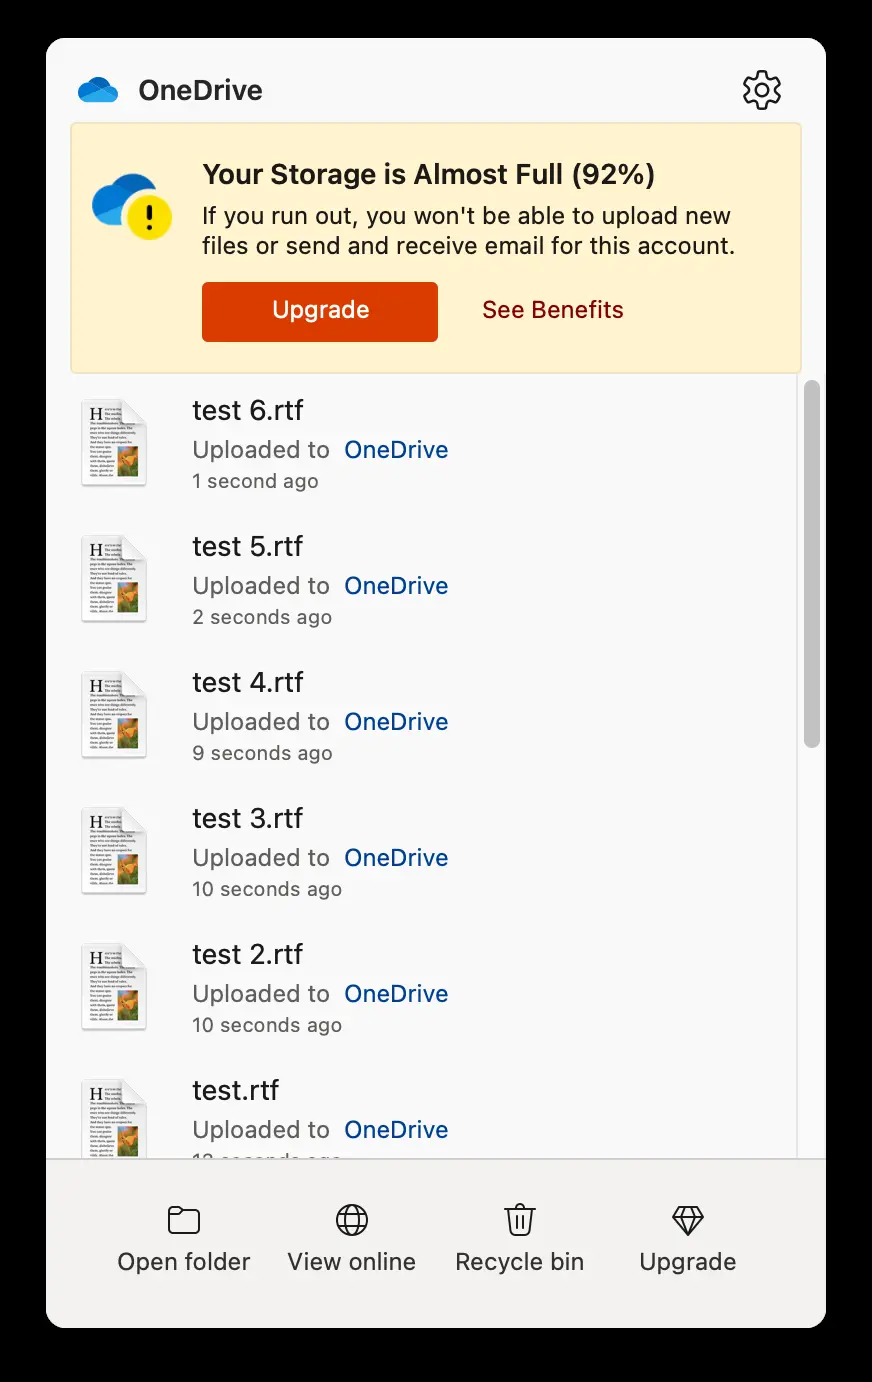 OneDrive
Your Storage is Almost Full (92%)
If you run out, you won't be able to upload new
files or send and receive email for this account.
Upgrade
See Benefits
test 6.rtf
Uploaded to OneDrive
1 second ago
test 5.rtf
Uploaded to OneDrive
2 seconds ago
test 4.rtf
Uploaded to OneDrive
9 seconds ago
test 3.rtf
Uploaded to OneDrive
10 seconds ago
test 2.rtf
Uploaded to OneDrive
10 seconds ago
test.rtf
Uploaded to OneDrive
Open folder
View online
Recycle bin
Upgrade